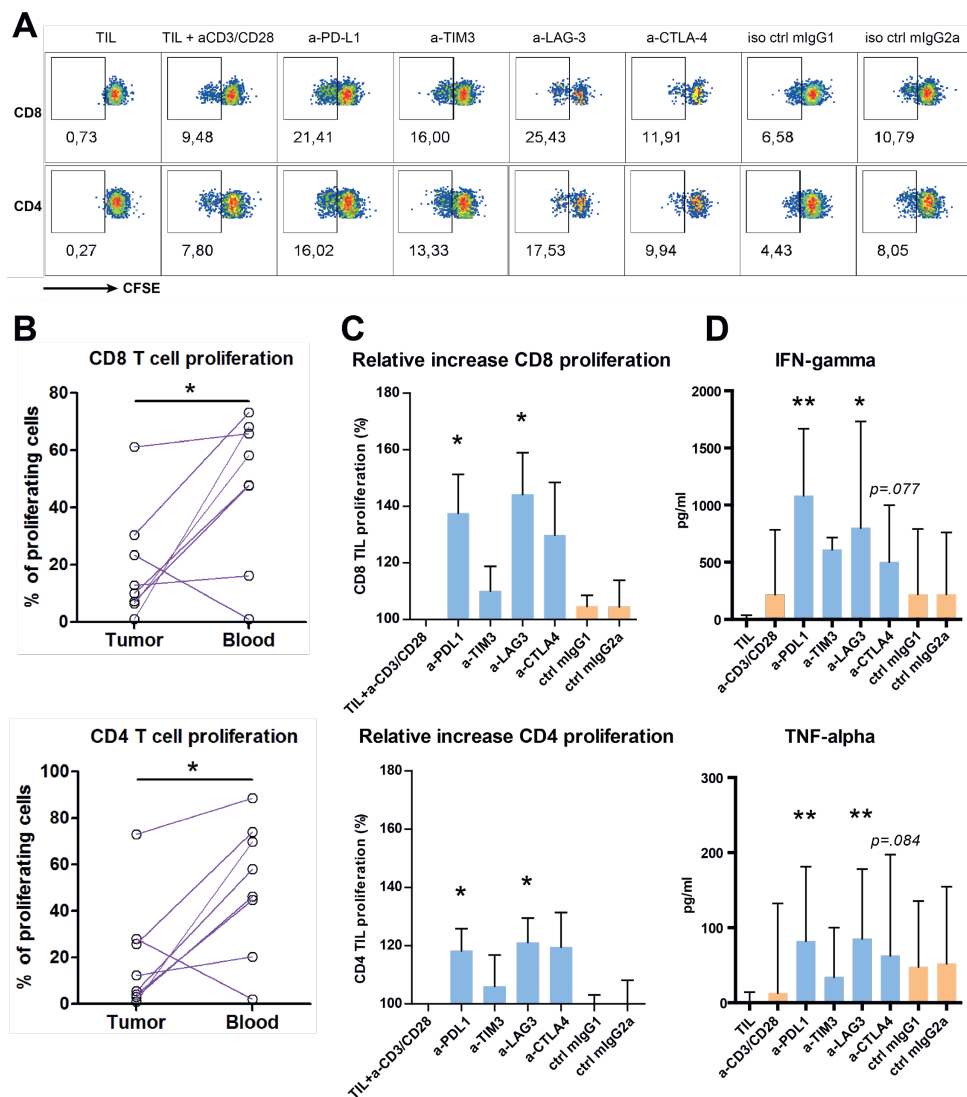 A
TIL TIL + aCD3/CD28 a-PD-L1 a-TIM3 a-LAG-3 a-CTLA-4 iso ctrl mIgG1 iso ctrl mIgG2a
CD8
0,73 9,48 21,41 16,00 25,43 11,91 6,58 10,79
CD4
0,27 7,80 16,02 13,33 17,53 9,94 4,43 8,05
CFSE
B
CD8 T cell proliferation
% of proliferating cells
80
60
40
20
0
*
Tumor Blood
CD4 T cell proliferation
% of proliferating cells
100
80
60
40
20
0
*
Tumor Blood
C
Relative increase CD8 proliferation
CD8 TIL proliferation (%)
180
160
140
120
100
* *
TIL+a-CD3/CD28 a-PDL1 a-TIM3 a-LAG3 a-CTLA4 ctrl mIgG1 ctrl mIgG2a
Relative increase CD4 proliferation
CD4 TIL proliferation (%)
180
160
140
120
100
* *
TIL+a-CD3/CD28 a-PDL1 a-TIM3 a-LAG3 a-CTLA4 ctrl mIgG1 ctrl mIgG2a
D
IFN-gamma
pg/ml
2000
1500
1000
500
0
** * p=.077
TIL a-CD3/CD28 a-PDL1 a-TIM3 a-LAG3 a-CTLA4 ctrl mIgG1 ctrl mIgG2a
TNF-alpha
pg/ml
300
200
100
0
** ** p=.084
TIL a-CD3/CD28 a-PDL1 a-TIM3 a-LAG3 a-CTLA4 ctrl mIgG1 ctrl mIgG2a